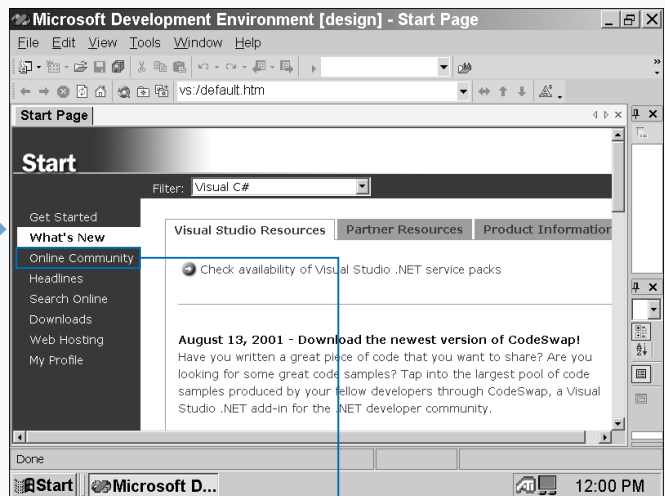 Microsoft Development Environment [design] - Start Page
File Edit View Tools Window Help
vs:/default.htm
Start Page
Start
Filter: Visual C#
Get Started
What's New
Online Community
Headlines
Search Online
Downloads
Web Hosting
My Profile
Visual Studio Resources Partner Resources Product Information
Check availability of Visual Studio .NET service packs
August 13, 2001 - Download the newest version of CodeSwap!
Have you written a great piece of code that you want to share? Are you
looking for some great code samples? Tap into the largest pool of code
samples produced by your fellow developers through CodeSwap, a Visual
Studio .NET add-in for the .NET developer community.
Done
Start Microsoft D... 12:00 PM